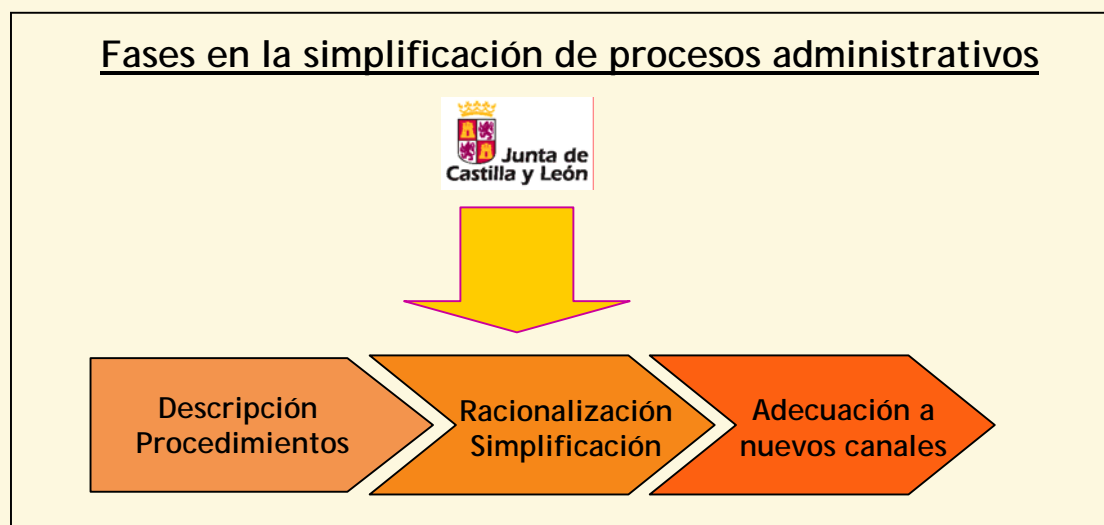 Fases en la simplificación de procesos administrativos
Junta de
Castilla y León
Descripción
Procedimientos
Racionalización
Simplificación
Adecuación a
nuevos canales